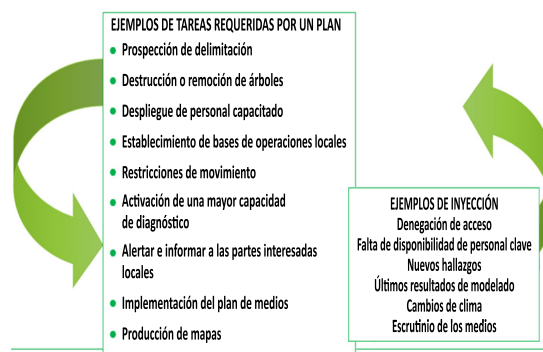 EJEMPLOS DE TAREAS REQUERIDAS POR UN PLAN
Prospección de delimitación
Destrucción o remoción de árboles
Despliegue de personal capacitado
Establecimiento de bases de operaciones locales
Restricciones de movimiento
Activación de una mayor capacidad
de diagnóstico
Alertar e informar a las partes interesadas
locales
Implementación del plan de medios
Producción de mapas
EJEMPLOS DE INYECCIÓN
Denegación de acceso
Falta de disponibilidad de personal clave
Nuevos hallazgos
Últimos resultados de modelado
Cambios de clima
Escrutinio de los medios